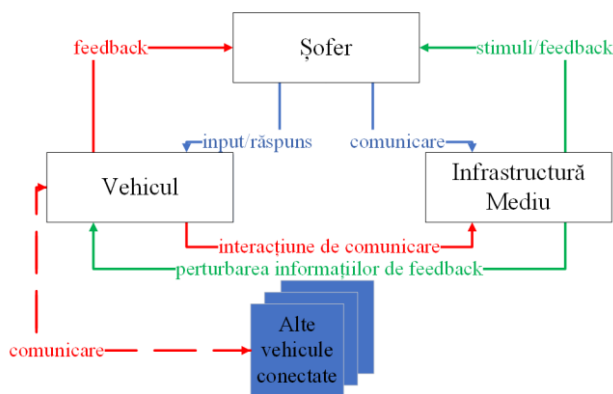 feedback
Șofer
stimuli/feedback
input/răspuns
comunicare
Vehicul
Infrastructură
Mediu
interacțiune de comunicare
perturbarea informațiilor de feedback
Alte
vehicule
conectate
comunicare